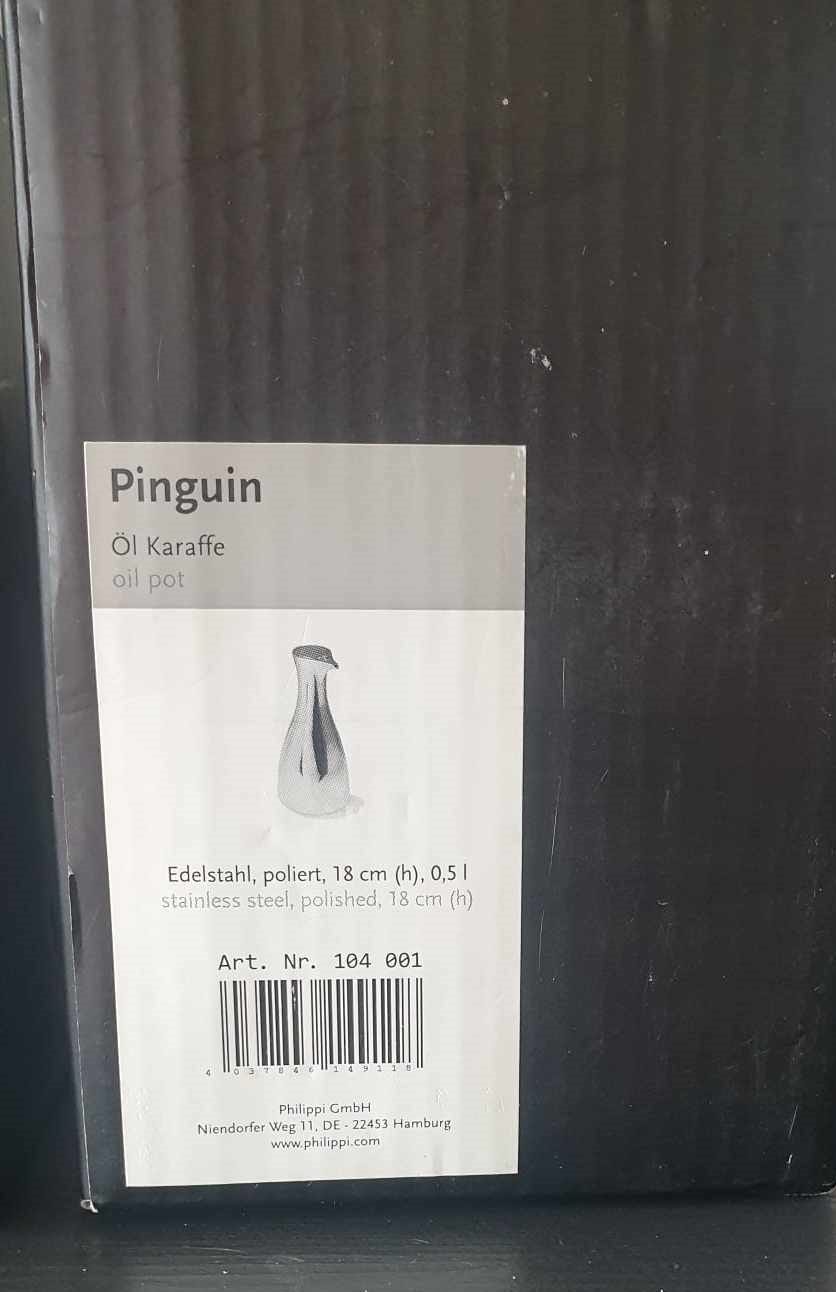 Pinguin
Öl Karaffe
oil pot
Edelstahl, poliert, 18 cm (h), 0,5 l
stainless steel, polished, 18 cm (h)
Art. Nr. 104 001
4 037846 149118
Philippi GmbH
Niendorfer Weg 11, DE - 22453 Hamburg
www.philippi.com